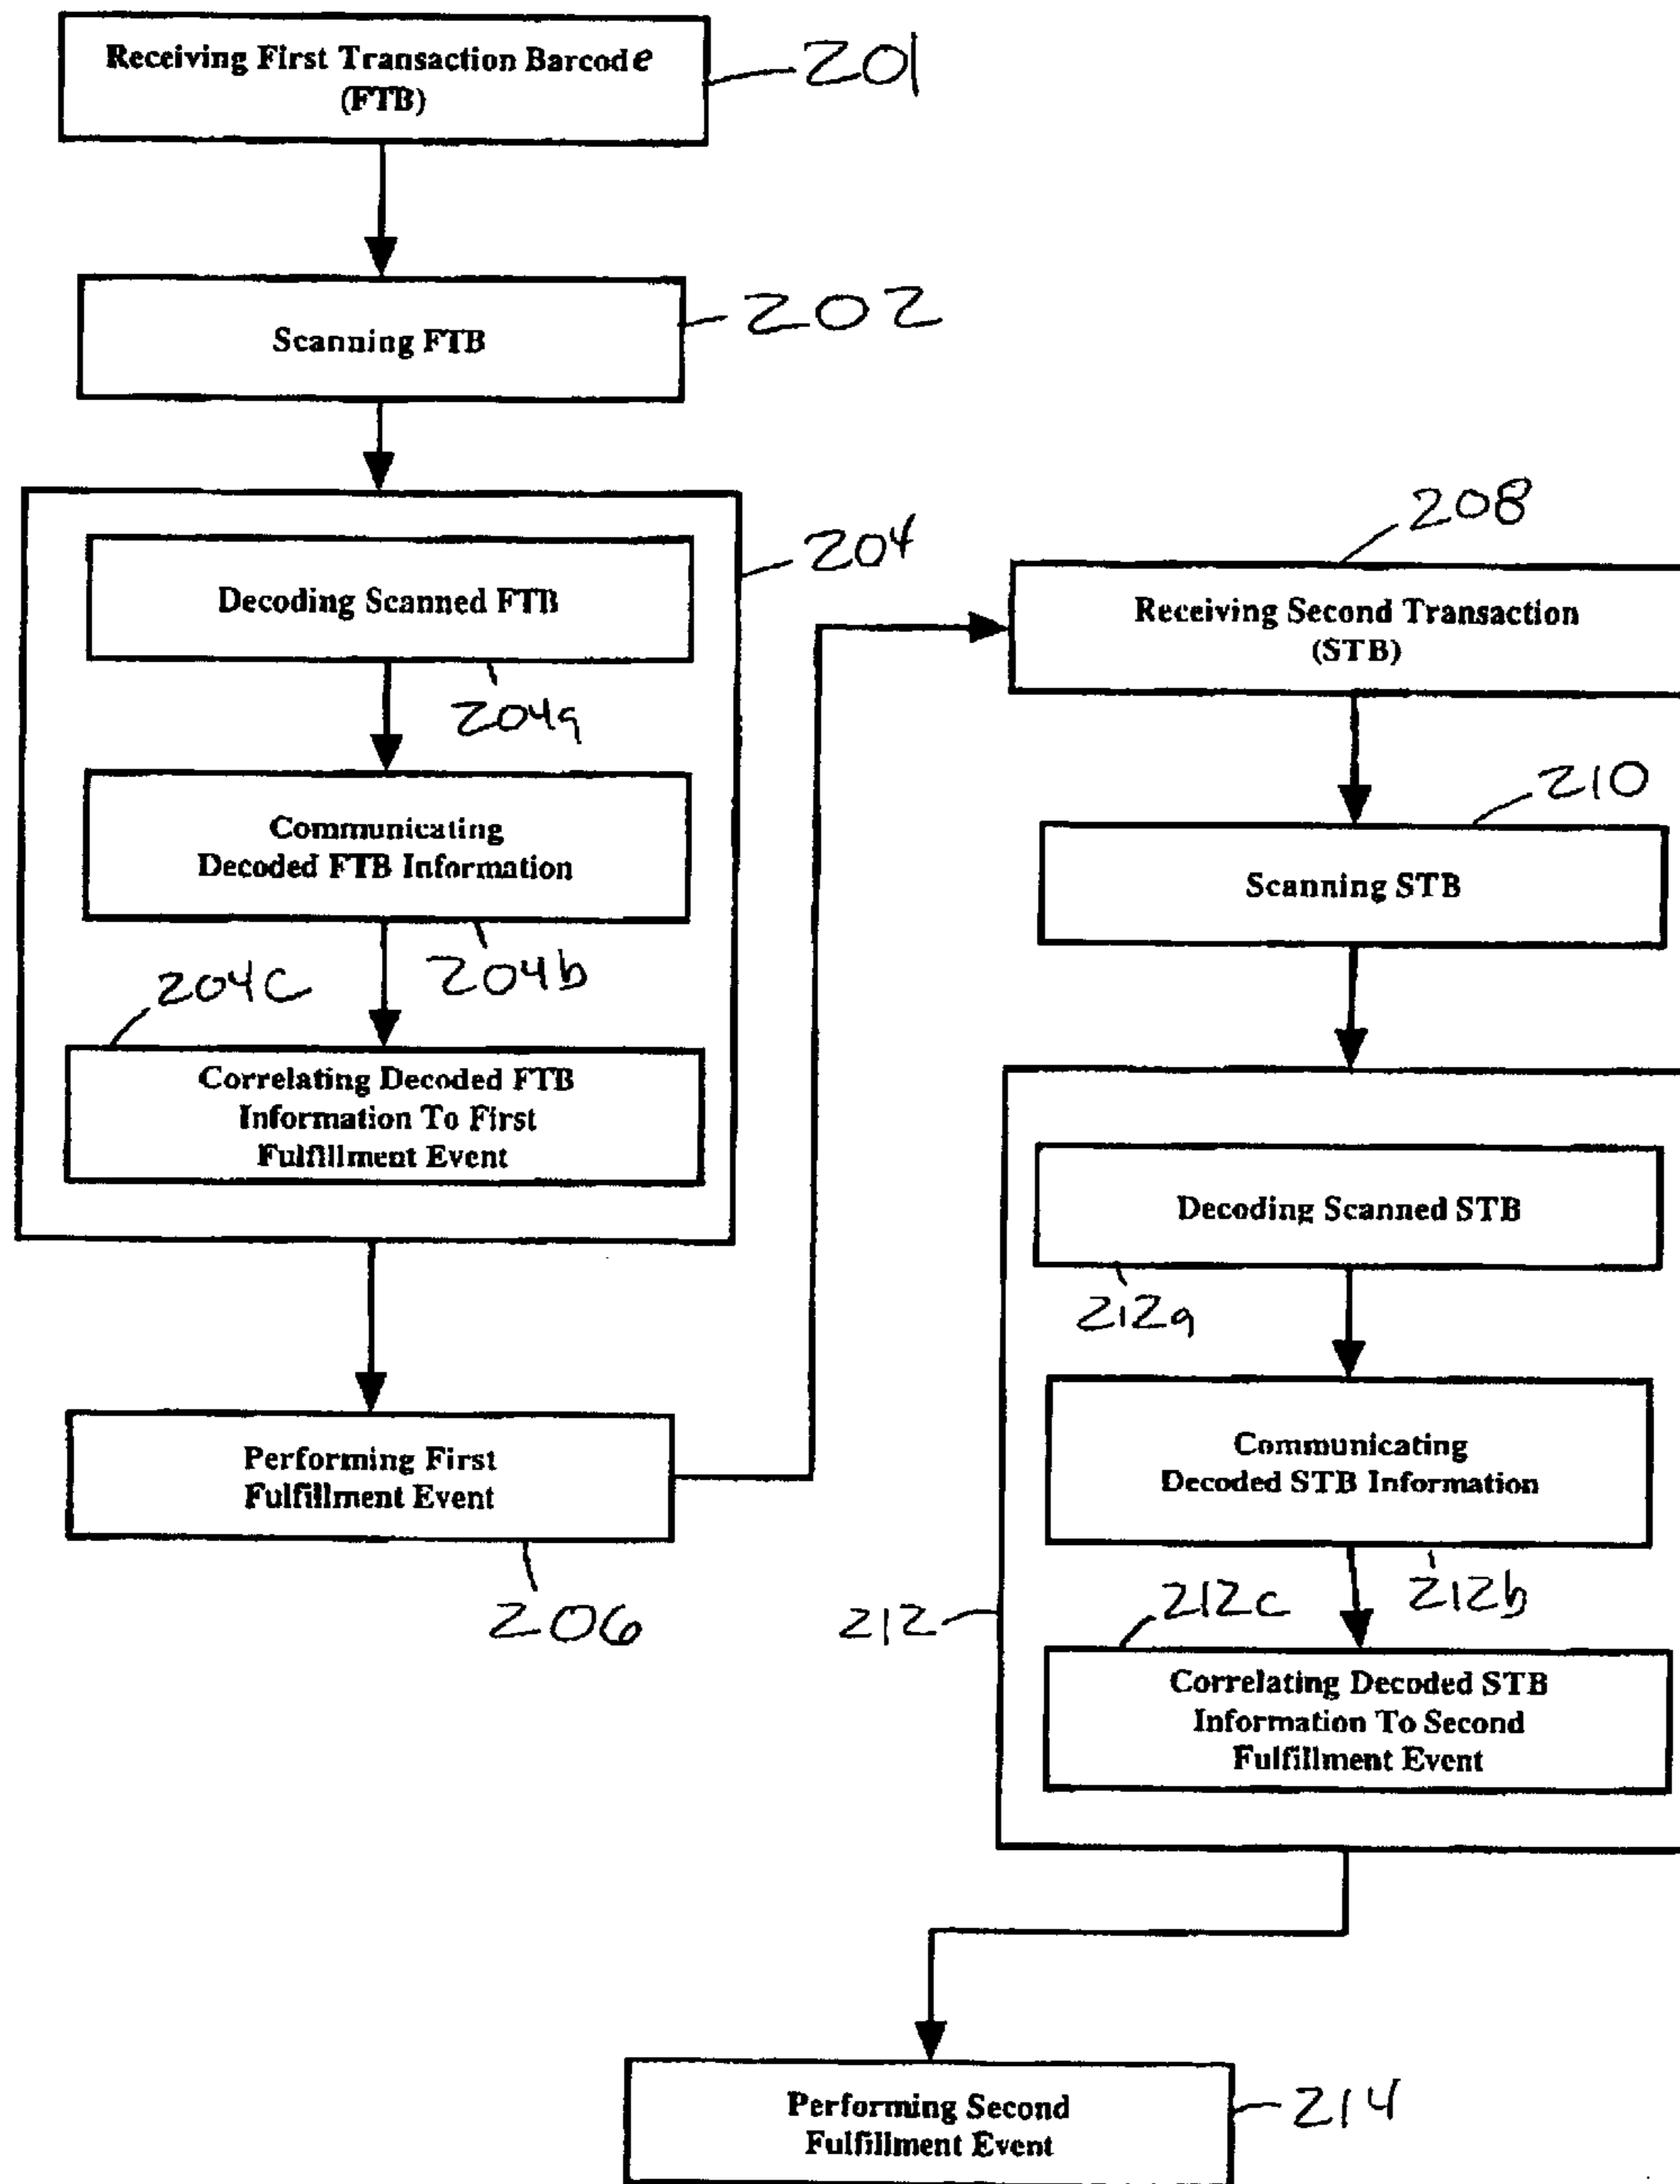 Receiving First Transaction Barcode
(FTB)
201
Scanning FTB
202
204
Decoding Scanned FTB
204a
Communicating
Decoded FTB Information
204b
204c
Correlating Decoded FTB
Information To First
Fulfillment Event
Performing First
Fulfillment Event
206
208
Receiving Second Transaction
(STB)
210
Scanning STB
212
Decoding Scanned STB
212a
Communicating
Decoded STB Information
212b
212c
Correlating Decoded STB
Information To Second
Fulfillment Event
Performing Second
Fulfillment Event
214